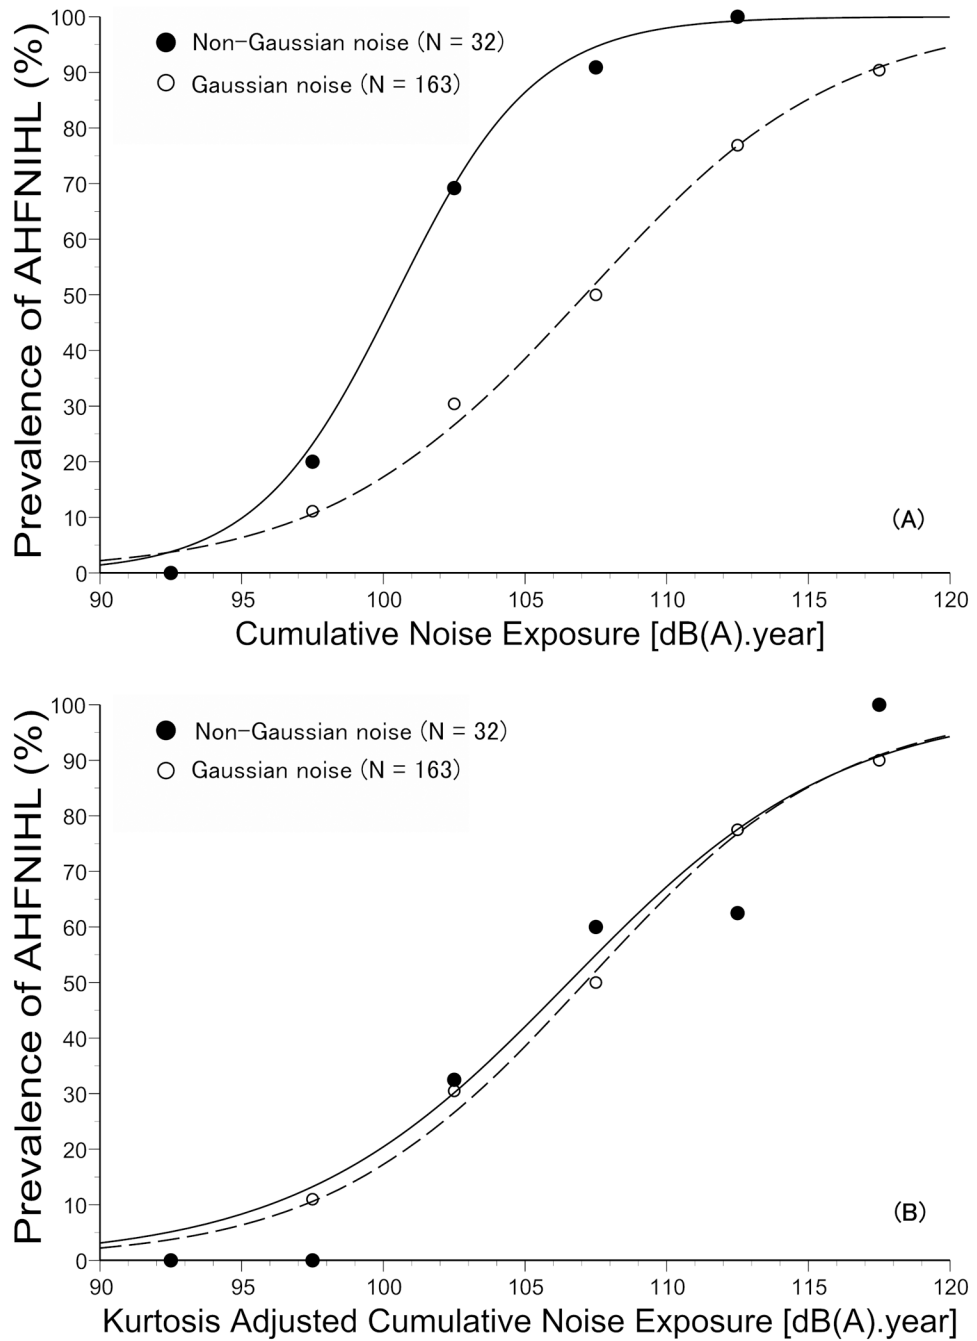 Prevalence of AHFNIHL (%)
100
90
80
70
60
50
40
30
20
10
0
Non-Gaussian noise (N = 32)
Gaussian noise (N = 163)
(A)
90 95 100 105 110 115 120
Cumulative Noise Exposure [dB(A).year]
Prevalence of AHFNIHL (%)
100
90
80
70
60
50
40
30
20
10
0
Non-Gaussian noise (N = 32)
Gaussian noise (N = 163)
(B)
90 95 100 105 110 115 120
Kurtosis Adjusted Cumulative Noise Exposure [dB(A).year]